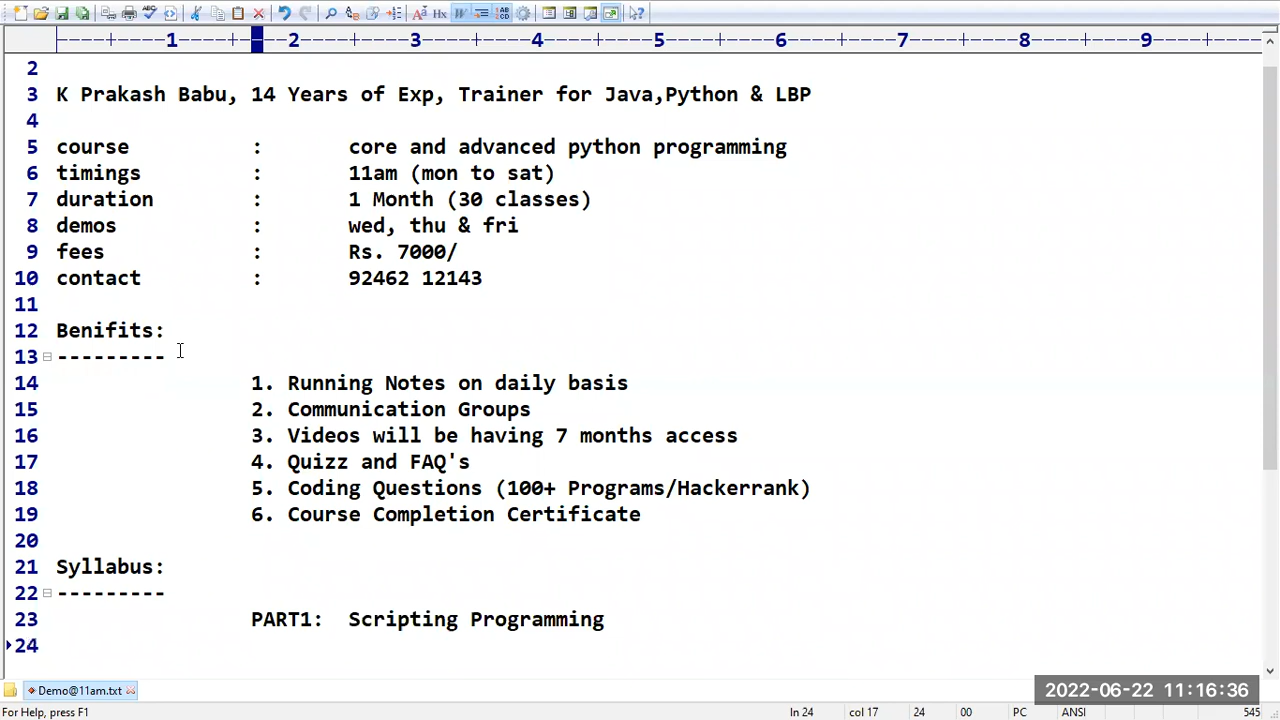 ----+----1----+----2----+----3----+----4----+----5----+----6----+----7----+----8----+----9----+--
2
3 K Prakash Babu, 14 Years of Exp, Trainer for Java,Python & LBP
4
5 course : core and advanced python programming
6 timings : 11am (mon to sat)
7 duration : 1 Month (30 classes)
8 demos : wed, thu & fri
9 fees : Rs. 7000/
10 contact : 92462 12143
11
12 Benifits:
13 ---------
14 1. Running Notes on daily basis
15 2. Communication Groups
16 3. Videos will be having 7 months access
17 4. Quizz and FAQ's
18 5. Coding Questions (100+ Programs/Hackerrank)
19 6. Course Completion Certificate
20
21 Syllabus:
22 ---------
23 PART1: Scripting Programming
24
Demo@11am.txt
2022-06-22 11:16:36
For Help, press F1 ln 24 col 17 24 00 PC ANSI 545